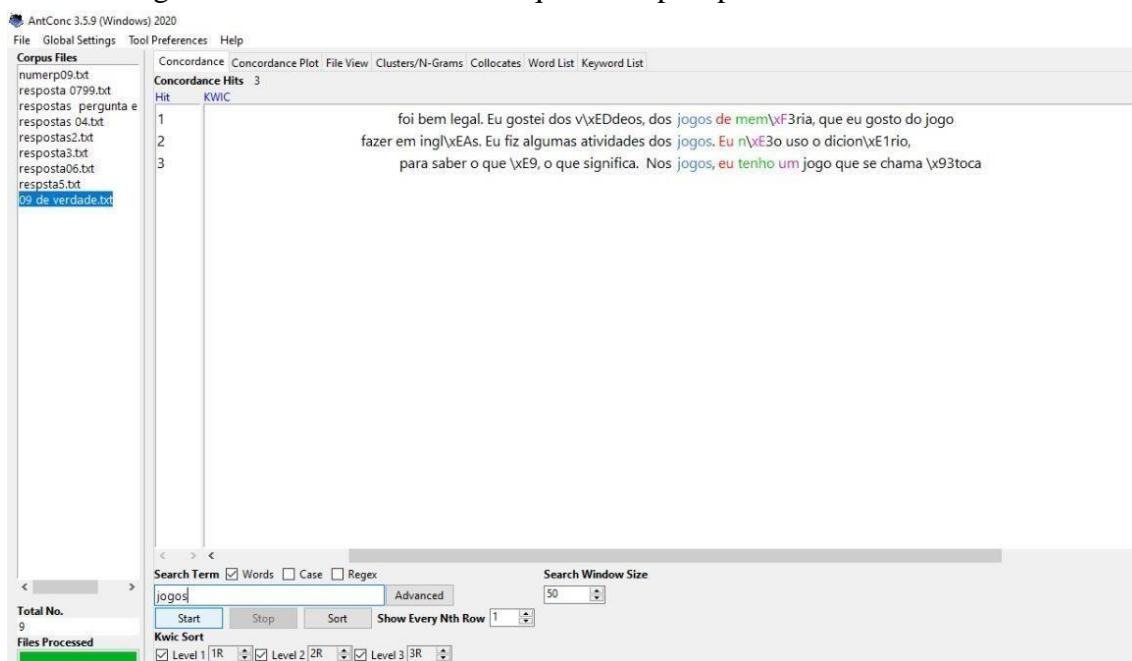 AntConc 3.5.9 (Windows) 2020
File Global Settings Tool Preferences Help
Corpus Files
numerp09.txt
resposta 0799.txt
respostas pergunta e
respostas 04.txt
respostas2.txt
resposta3.txt
resposta06.txt
respsta5.txt
09 de verdade.txt
Total No.
9
Files Processed
Concordance Concordance Plot File View Clusters/N-Grams Collocates Word List Keyword List
Concordance Hits 3
Hit KWIC
1 foi bem legal. Eu gostei dos v\xEDdeos, dos jogos de mem\xF3ria, que eu gosto do jogo
2 fazer em ingl\xEAs. Eu fiz algumas atividades dos jogos. Eu n\xE3o uso o dicion\xE1rio,
3 para saber o que \xE9, o que significa. Nos jogos, eu tenho um jogo que se chama \x93toca
Search Term Words Case Regex Search Window Size
jogos Advanced 50
Start Stop Sort Show Every Nth Row 1
Kwic Sort
Level 1 1R Level 2 2R Level 3 3R